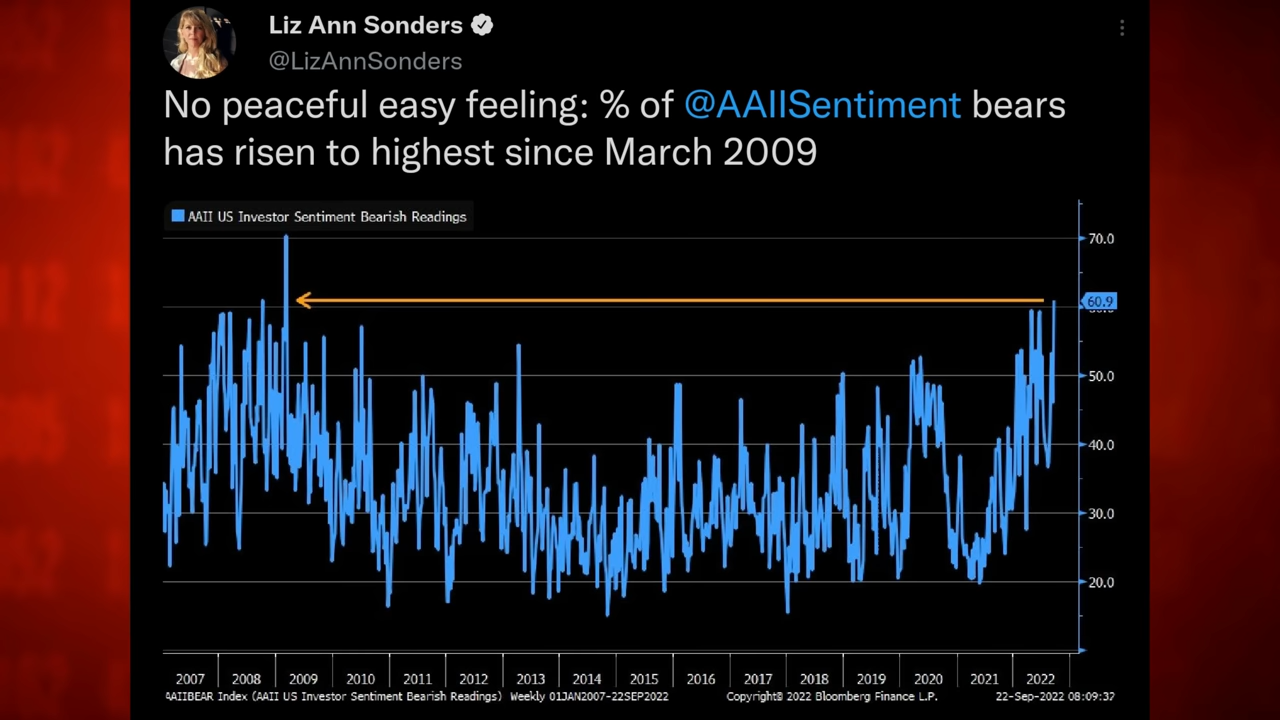 Liz Ann Sonders
@LizAnnSonders
No peaceful easy feeling: % of @AAIISentiment bears
has risen to highest since March 2009
AAII US Investor Sentiment Bearish Readings
70.0
60.9
50.0
40.0
30.0
20.0
2007 2008 2009 2010 2011 2012 2013 2014 2015 2016 2017 2018 2019 2020 2021 2022
AAIIBEAR Index (AAII US Investor Sentiment Bearish Readings) Weekly 01JAN2007-22SEP2022 Copyright© 2022 Bloomberg Finance L.P. 22-Sep-2022 08:09:37